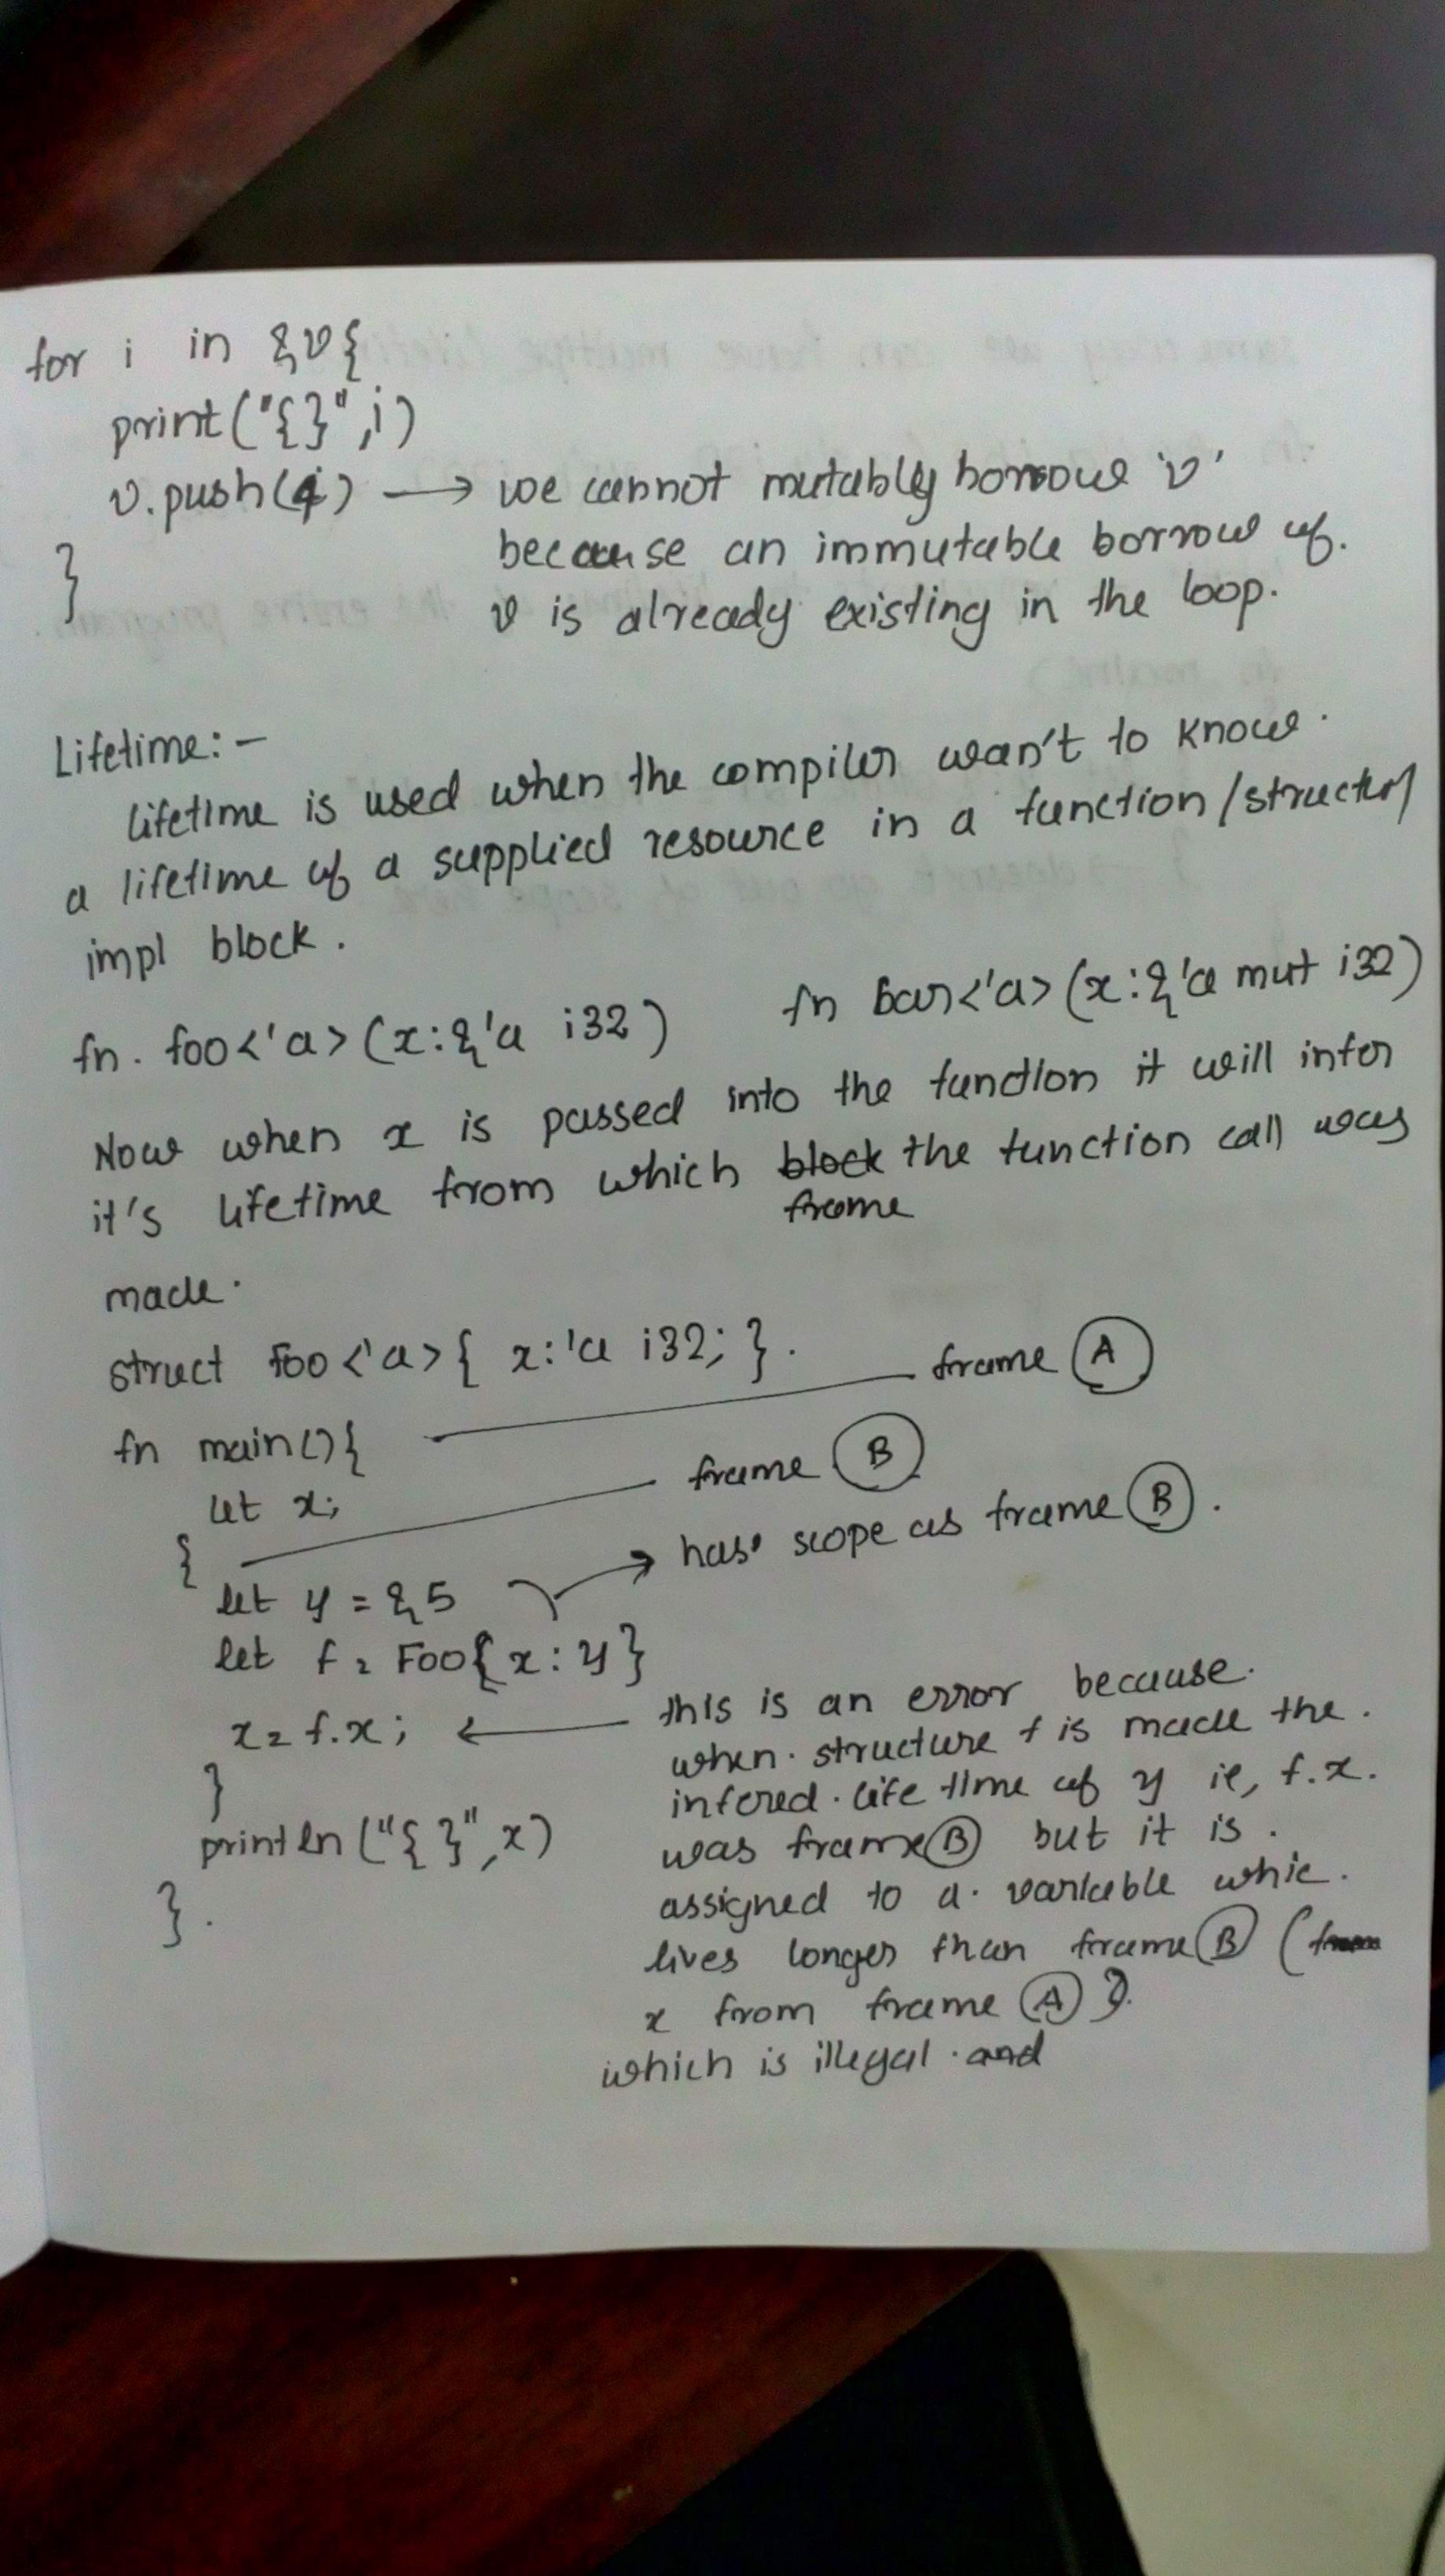 for i in &v{
print("{}",i)
v.push(4) → we cannot mutably borrow 'v'
because an immutable borrow of.
v is already existing in the loop.
}
Lifetime:-
lifetime is used when the compiler wan't to know.
a lifetime of a supplied resource in a function/struct/
impl block.
fn. foo<'a>(x:&'a i32) fn bar<'a>(x:&'a mut i32)
Now when x is passed into the function it will infer
it's lifetime from which block the function call was
frame
made.
struct Foo<'a>{ x:'a i32; }.
frame A
fn main(){
frame B
let x;
{
has scope as frame B.
let y = &5
let f = Foo{x:y}
x = f.x; ← this is an error because.
when. structure f is made the.
}
infered. life time of y ie, f.x.
println("{}",x)
was frame B but it is.
assigned to a. variable whic.
}.
lives longer than frame B (from
x from frame A).
which is illegal. and